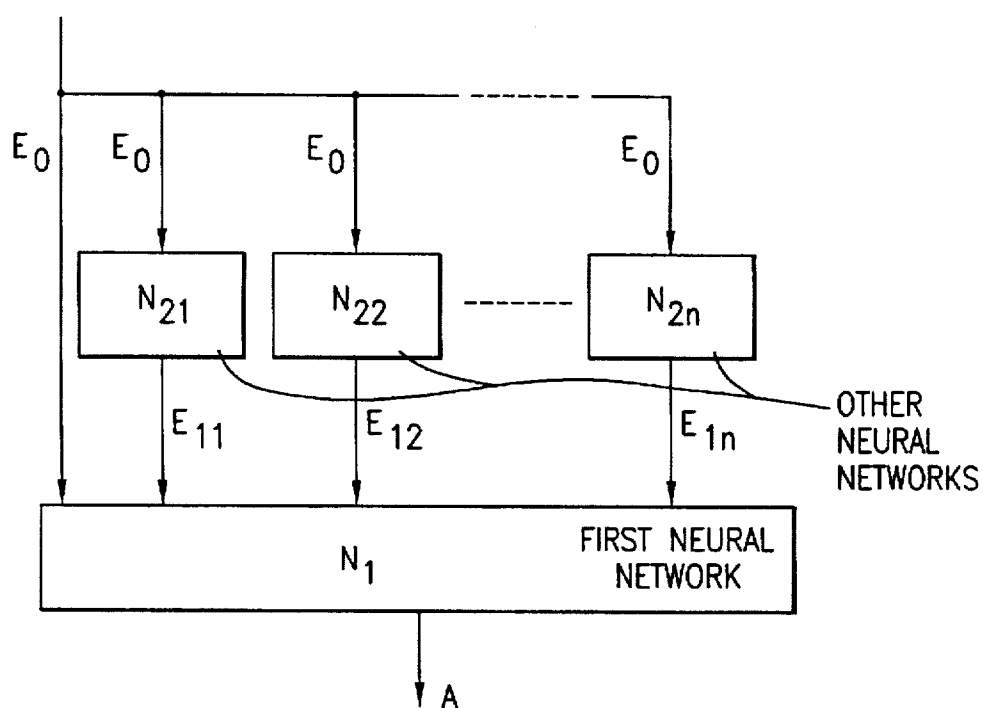 E0 E0 E0 E0
N21 N22 N2n
E11 E12 E1n
OTHER
NEURAL
NETWORKS
N1
FIRST NEURAL
NETWORK
A